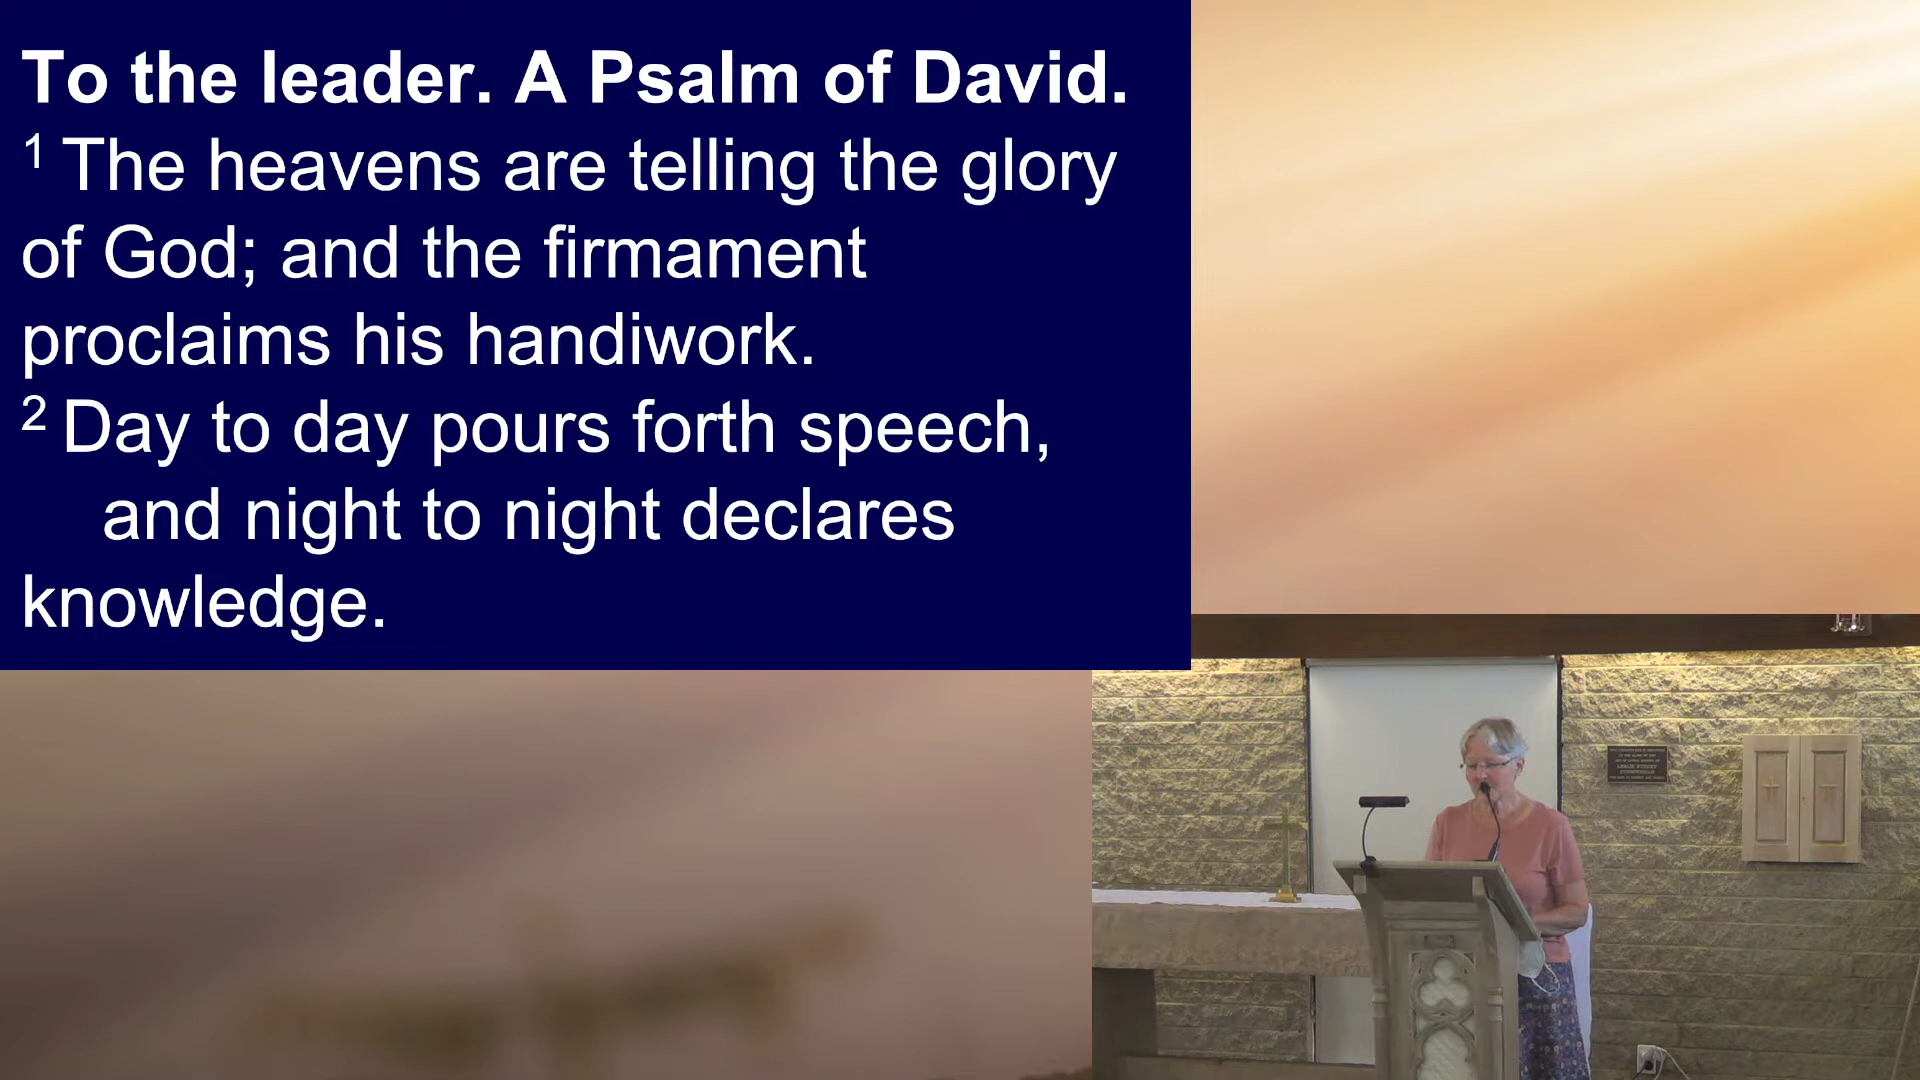 To the leader. A Psalm of David.
1 The heavens are telling the glory
of God; and the firmament
proclaims his handiwork.
2 Day to day pours forth speech,
and night to night declares
knowledge.